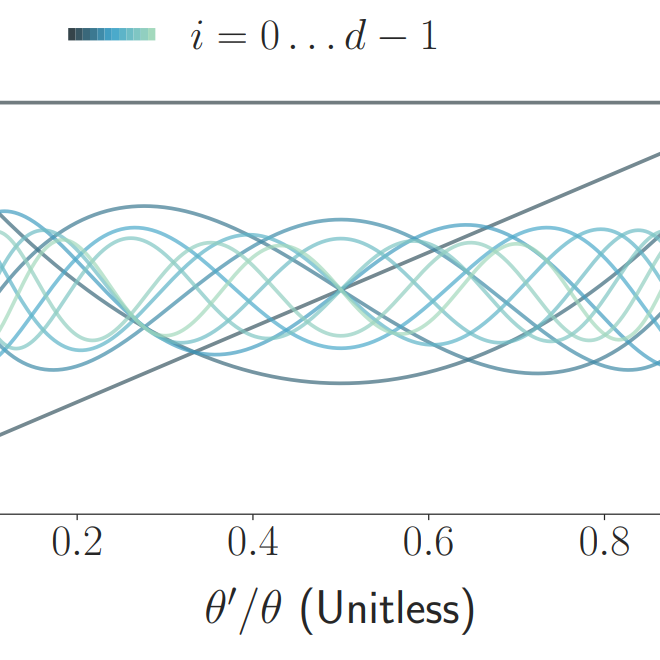 i = 0 . . . d − 1
0.2 0.4 0.6 0.8
θ′/θ (Unitless)